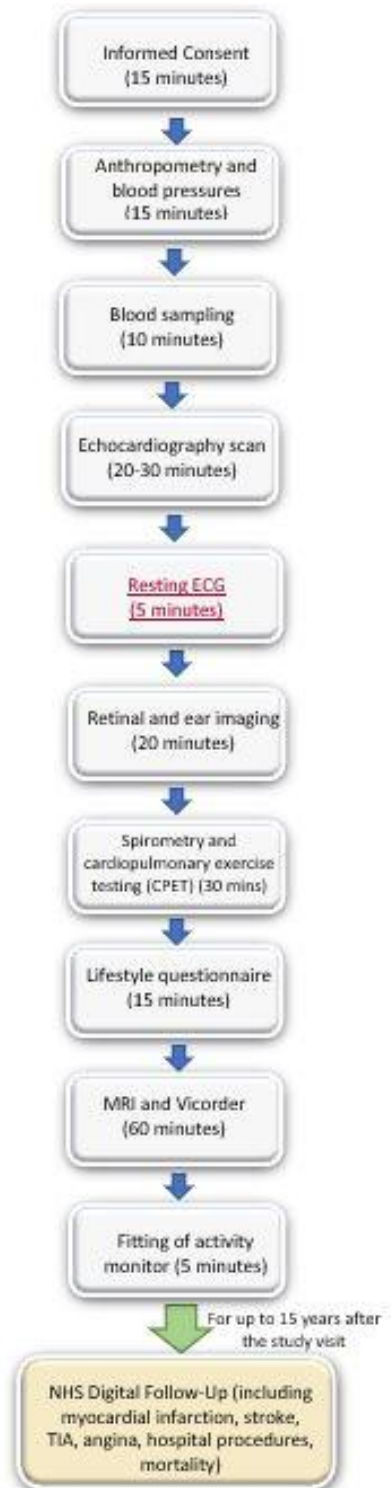 Informed Consent
(15 minutes)
Anthropometry and
blood pressures
(15 minutes)
Blood sampling
(10 minutes)
Echocardiography scan
(20-30 minutes)
Resting ECG
(5 minutes)
Retinal and ear imaging
(20 minutes)
Spirometry and
cardiopulmonary exercise
testing (CPET) (30 mins)
Lifestyle questionnaire
(15 minutes)
MRI and Vicorder
(60 minutes)
Fitting of activity
monitor (5 minutes)
For up to 15 years after
the study visit
NHS Digital Follow-Up (including
myocardial infarction, stroke,
TIA, angina, hospital procedures,
mortality)